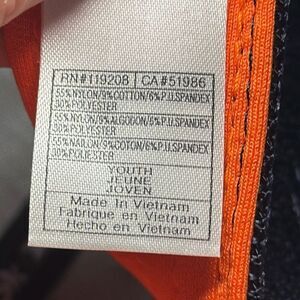 RN#119208 CA#51986
55%NYLON/9%COTTON/6%P.U.SPANDEX
30%POLYESTER
55%NYLON/9%ALGODON/6%P.U.SPANDEX
30%POLYESTER
55%NAILON/9%COTTON/6%P.U.SPANDEX
30%POLIESTER
YOUTH
JEUNE
JOVEN
Made in Vietnam
Fabrique en Vietnam
Hecho en Vietnam